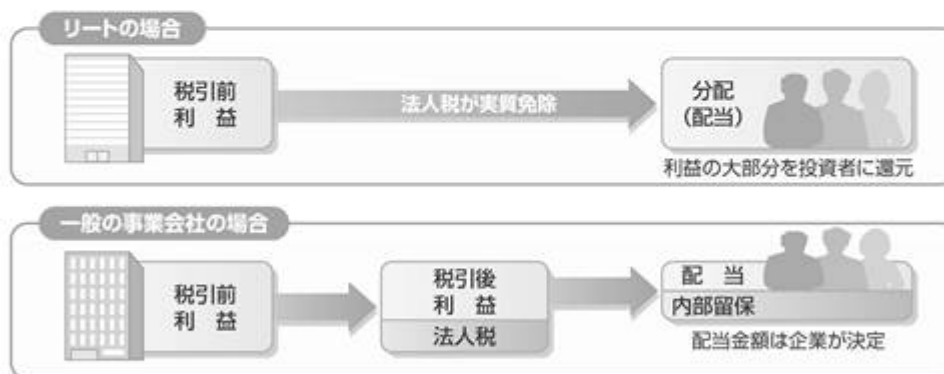 リートの場合
税引前
利 益
法人税が実質免除
分配
(配当)
利益の大部分を投資者に還元
一般の事業会社の場合
税引前
利 益
税引後
利 益
法人税
配 当
内部留保
配当金額は企業が決定